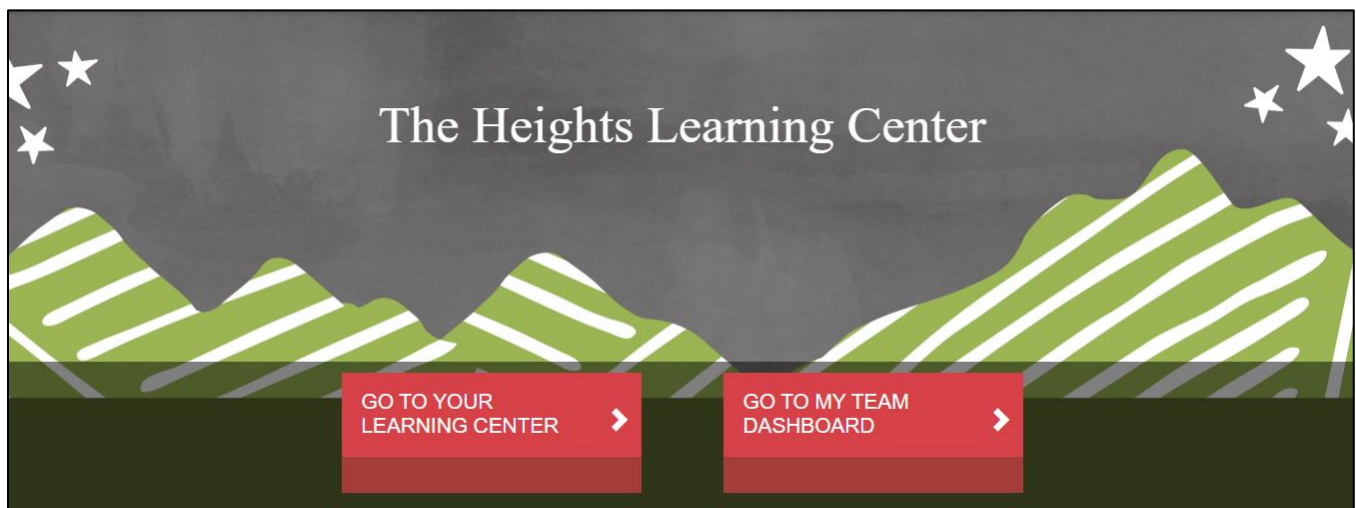 The Heights Learning Center
GO TO YOUR
LEARNING CENTER
GO TO MY TEAM
DASHBOARD